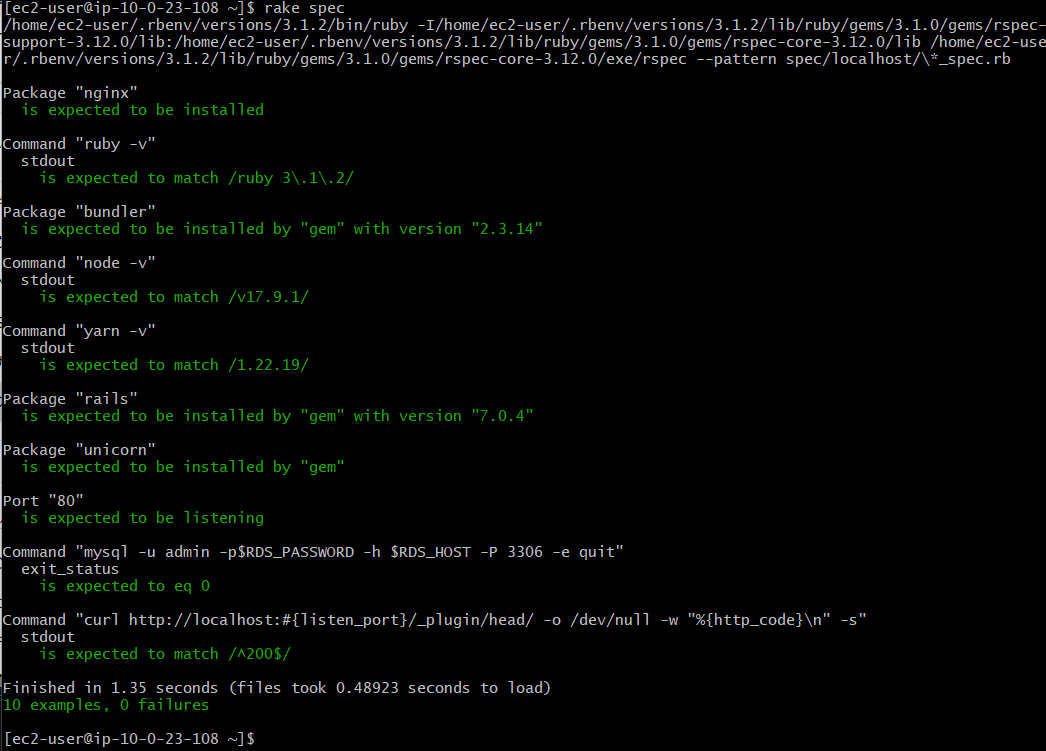 [ec2-user@ip-10-0-23-108 ~]$ rake spec
/home/ec2-user/.rbenv/versions/3.1.2/bin/ruby -I/home/ec2-user/.rbenv/versions/3.1.2/lib/ruby/gems/3.1.0/gems/rspec-
support-3.12.0/lib:/home/ec2-user/.rbenv/versions/3.1.2/lib/ruby/gems/3.1.0/gems/rspec-core-3.12.0/lib /home/ec2-use
r/.rbenv/versions/3.1.2/lib/ruby/gems/3.1.0/gems/rspec-core-3.12.0/exe/rspec --pattern spec/localhost/\*_spec.rb
Package "nginx"
  is expected to be installed
Command "ruby -v"
  stdout
    is expected to match /ruby 3\.1\.2/
Package "bundler"
  is expected to be installed by "gem" with version "2.3.14"
Command "node -v"
  stdout
    is expected to match /v17.9.1/
Command "yarn -v"
  stdout
    is expected to match /1.22.19/
Package "rails"
  is expected to be installed by "gem" with version "7.0.4"
Package "unicorn"
  is expected to be installed by "gem"
Port "80"
  is expected to be listening
Command "mysql -u admin -p$RDS_PASSWORD -h $RDS_HOST -P 3306 -e quit"
  exit_status
    is expected to eq 0
Command "curl http://localhost:#{listen_port}/_plugin/head/ -o /dev/null -w "%{http_code}\n" -s"
  stdout
    is expected to match /^200$/
Finished in 1.35 seconds (files took 0.48923 seconds to load)
10 examples, 0 failures
[ec2-user@ip-10-0-23-108 ~]$